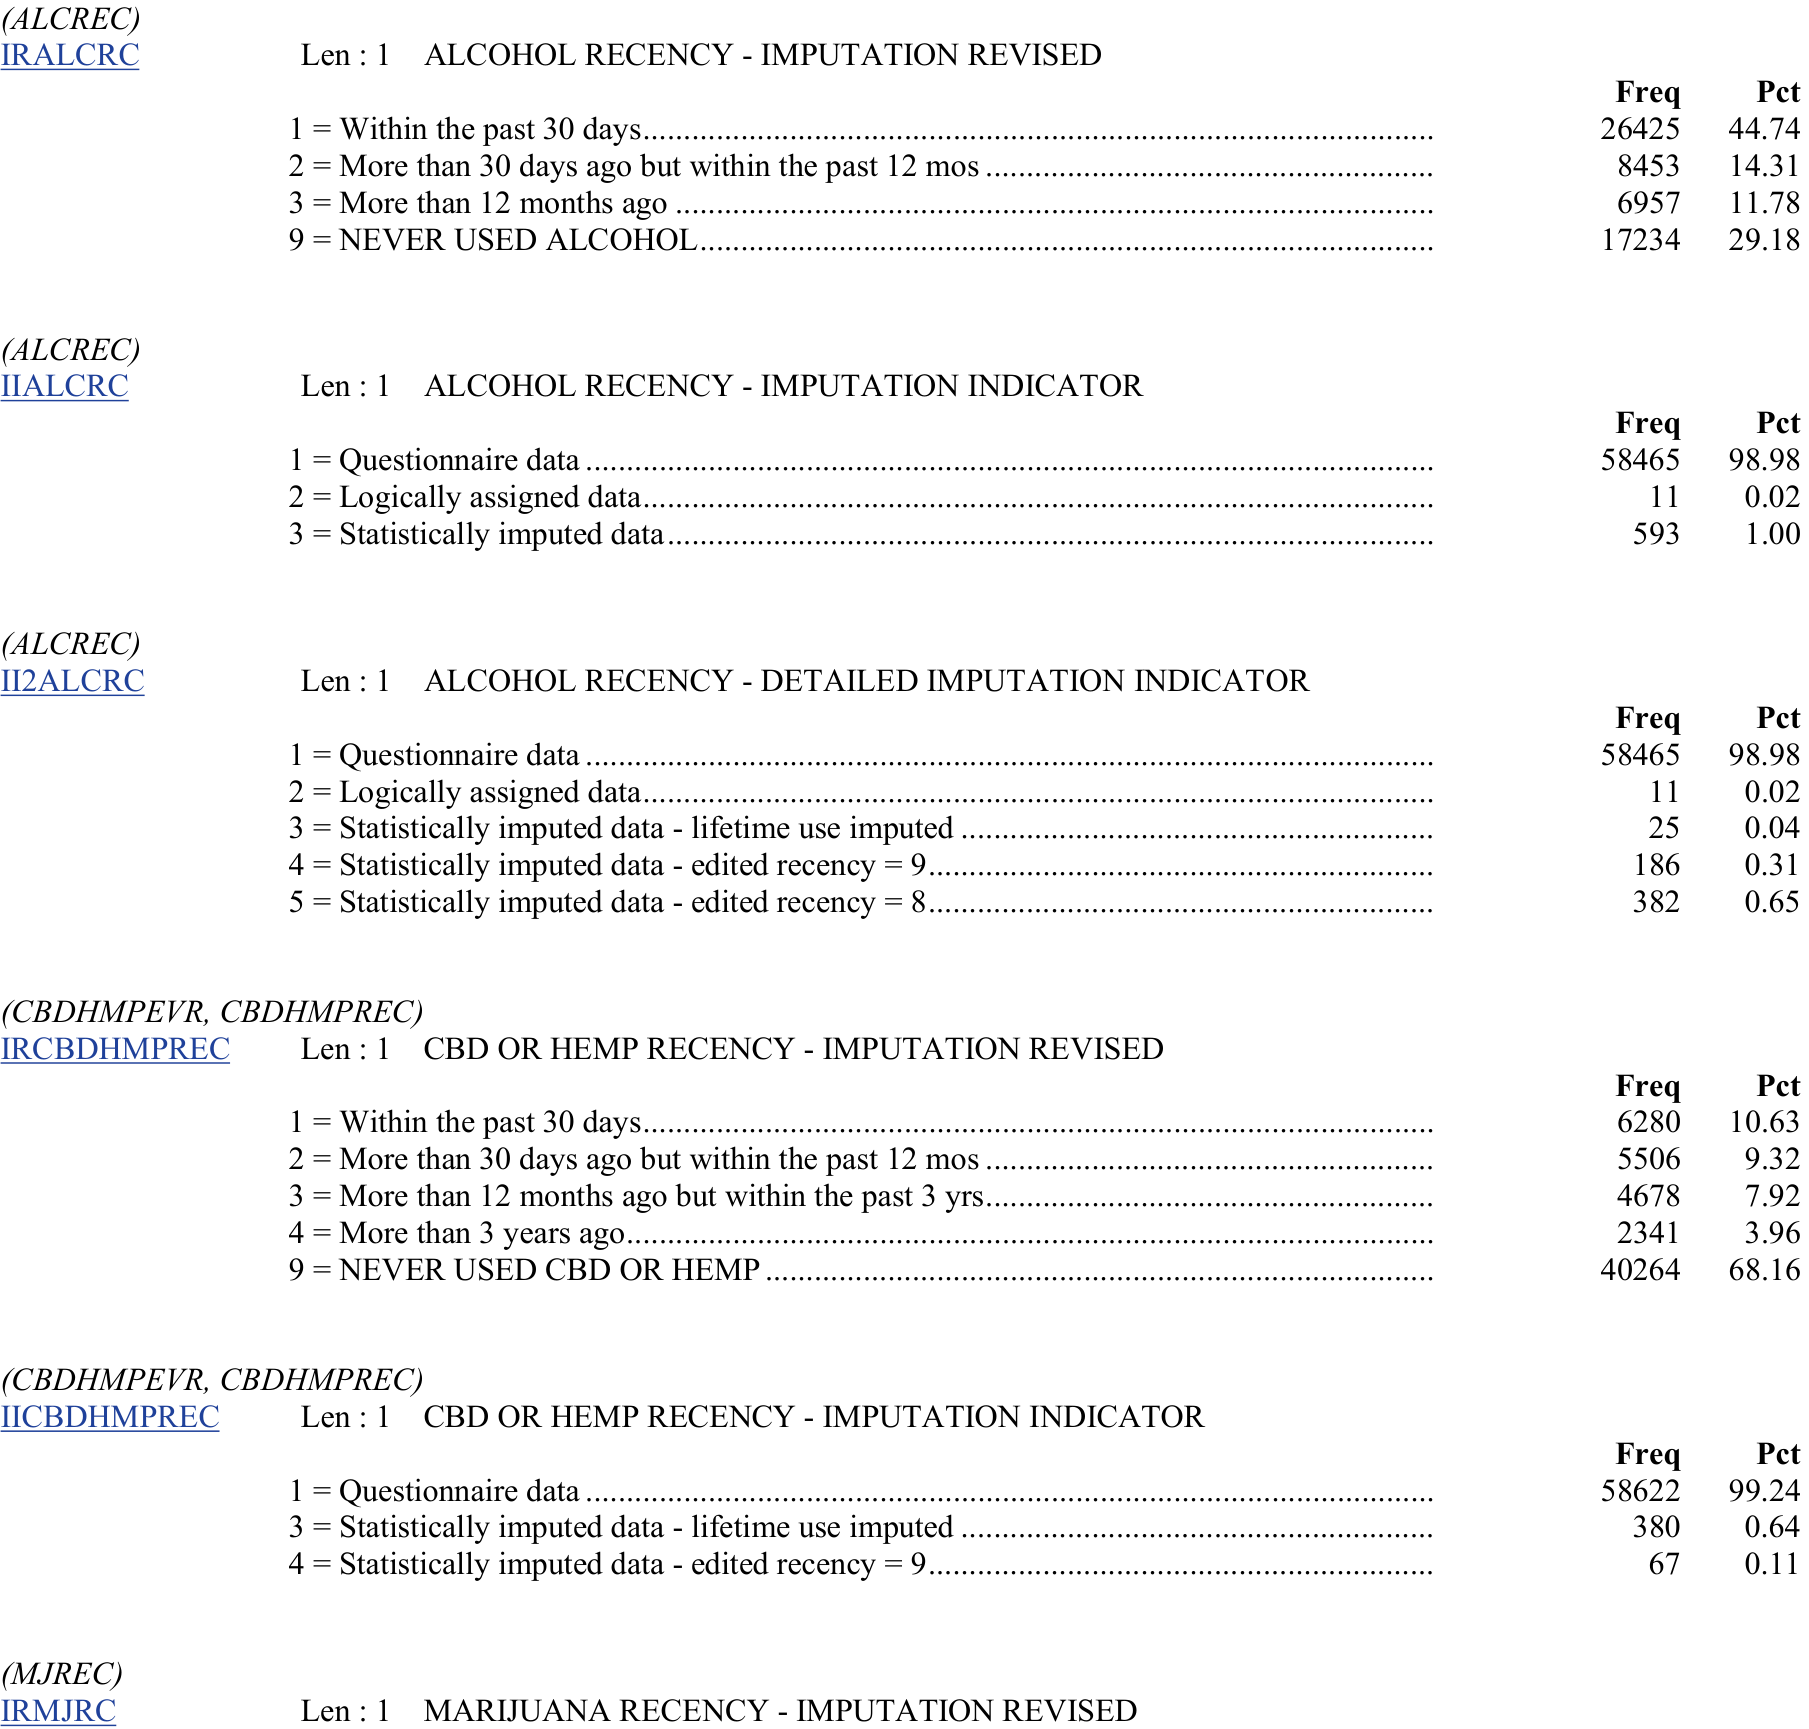 (ALCREC)
IRALCRC Len : 1 ALCOHOL RECENCY - IMPUTATION REVISED
Freq Pct
1 = Within the past 30 days................................................................................................ 26425 44.74
2 = More than 30 days ago but within the past 12 mos ...................................................... 8453 14.31
3 = More than 12 months ago ............................................................................................ 6957 11.78
9 = NEVER USED ALCOHOL......................................................................................... 17234 29.18
(ALCREC)
IIALCRC Len : 1 ALCOHOL RECENCY - IMPUTATION INDICATOR
Freq Pct
1 = Questionnaire data ....................................................................................................... 58465 98.98
2 = Logically assigned data................................................................................................ 11 0.02
3 = Statistically imputed data............................................................................................. 593 1.00
(ALCREC)
II2ALCRC Len : 1 ALCOHOL RECENCY - DETAILED IMPUTATION INDICATOR
Freq Pct
1 = Questionnaire data ....................................................................................................... 58465 98.98
2 = Logically assigned data................................................................................................ 11 0.02
3 = Statistically imputed data - lifetime use imputed ......................................................... 25 0.04
4 = Statistically imputed data - edited recency = 9............................................................. 186 0.31
5 = Statistically imputed data - edited recency = 8............................................................. 382 0.65
(CBDHMPEVR, CBDHMPREC)
IRCBDHMPREC Len : 1 CBD OR HEMP RECENCY - IMPUTATION REVISED
Freq Pct
1 = Within the past 30 days................................................................................................ 6280 10.63
2 = More than 30 days ago but within the past 12 mos ...................................................... 5506 9.32
3 = More than 12 months ago but within the past 3 yrs...................................................... 4678 7.92
4 = More than 3 years ago.................................................................................................. 2341 3.96
9 = NEVER USED CBD OR HEMP ................................................................................. 40264 68.16
(CBDHMPEVR, CBDHMPREC)
IICBDHMPREC Len : 1 CBD OR HEMP RECENCY - IMPUTATION INDICATOR
Freq Pct
1 = Questionnaire data ....................................................................................................... 58622 99.24
3 = Statistically imputed data - lifetime use imputed ......................................................... 380 0.64
4 = Statistically imputed data - edited recency = 9............................................................. 67 0.11
(MJREC)
IRMJRC Len : 1 MARIJUANA RECENCY - IMPUTATION REVISED